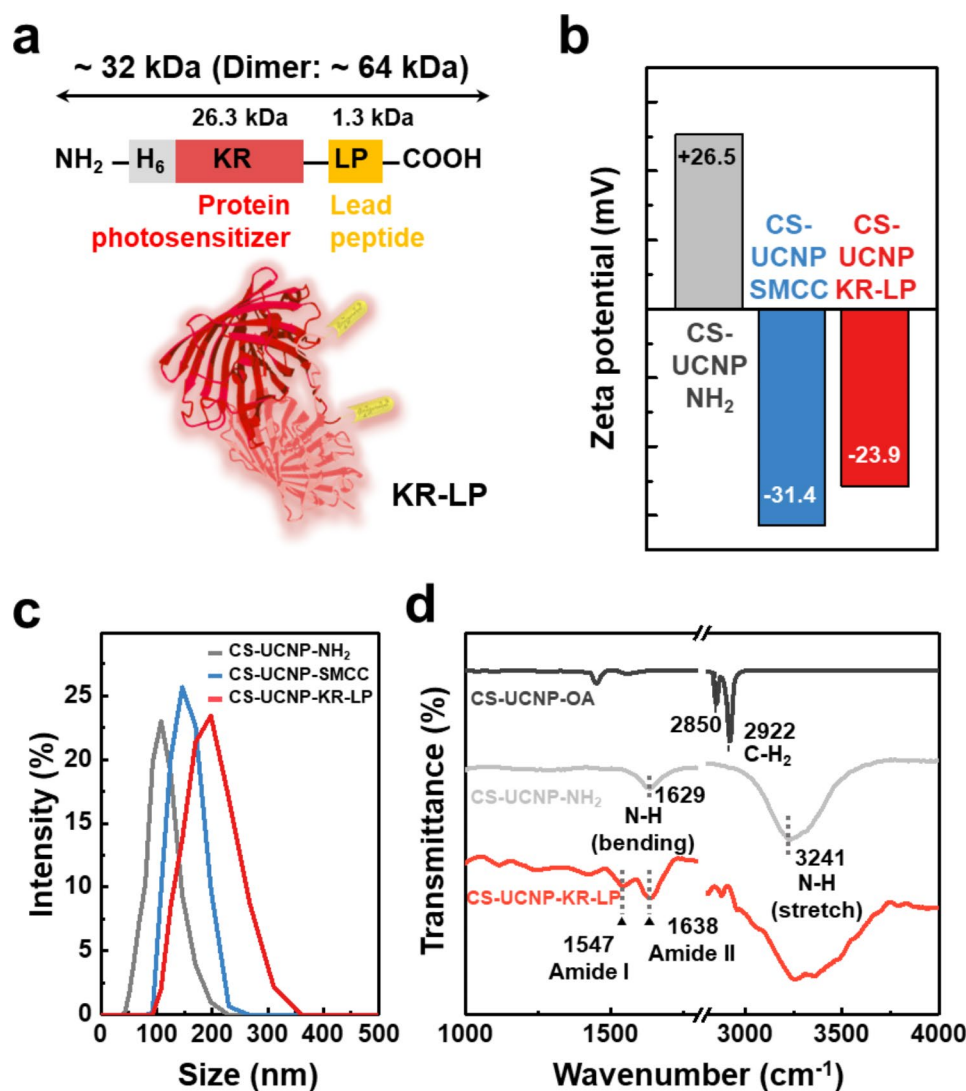 a
~ 32 kDa (Dimer: ~ 64 kDa)
26.3 kDa 1.3 kDa
NH₂ H₆ KR LP COOH
Protein photosensitizer
Lead peptide
KR-LP
b
Zeta potential (mV)
+26.5
CS-UCNP NH₂
CS-UCNP SMCC
-31.4
CS-UCNP KR-LP
-23.9
c
CS-UCNP-NH₂
CS-UCNP-SMCC
CS-UCNP-KR-LP
Intensity (%)
25
20
15
10
5
0
0 100 200 300 400 500
Size (nm)
d
Transmittance (%)
CS-UCNP-OA
2850
2922
C-H₂
CS-UCNP-NH₂
1629
N-H
(bending)
3241
N-H
(stretch)
CS-UCNP-KR-LP
1547
Amide I
1638
Amide II
1000 1500 3000 3500 4000
Wavenumber (cm⁻¹)